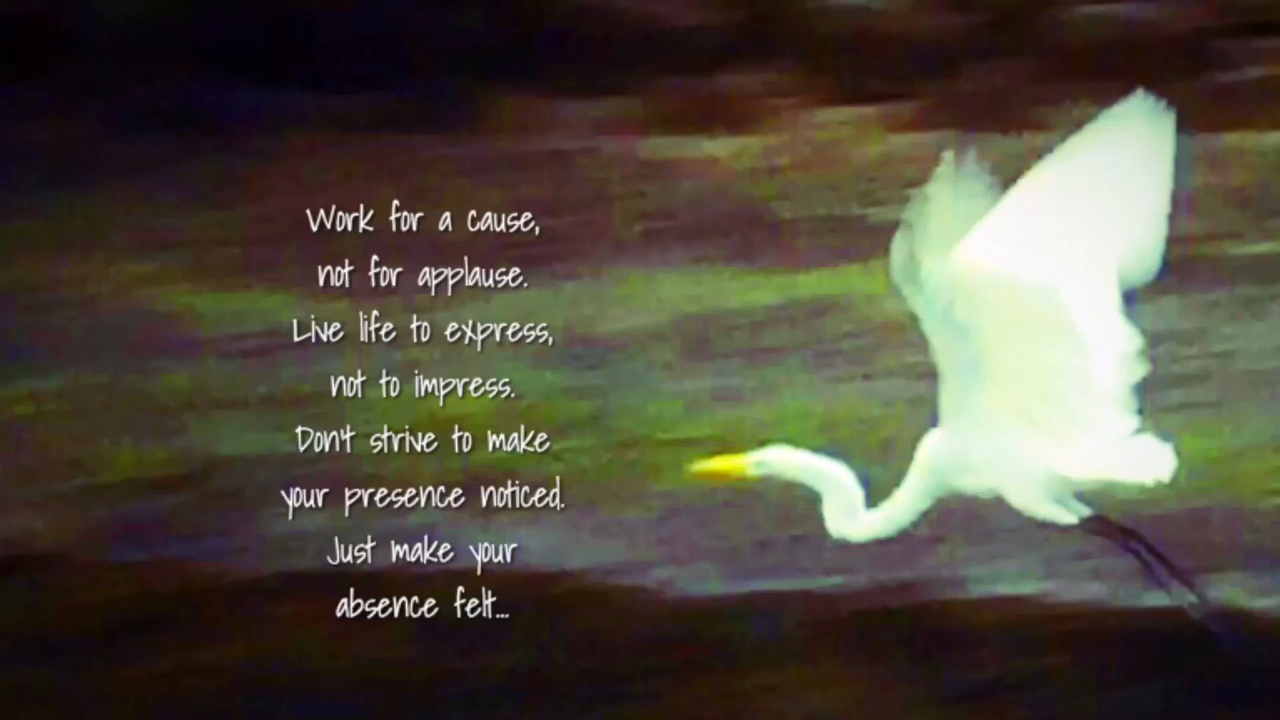 Work for a cause,
not for applause.
Live life to express,
not to impress.
Don't strive to make
your presence noticed.
Just make your
absence felt...